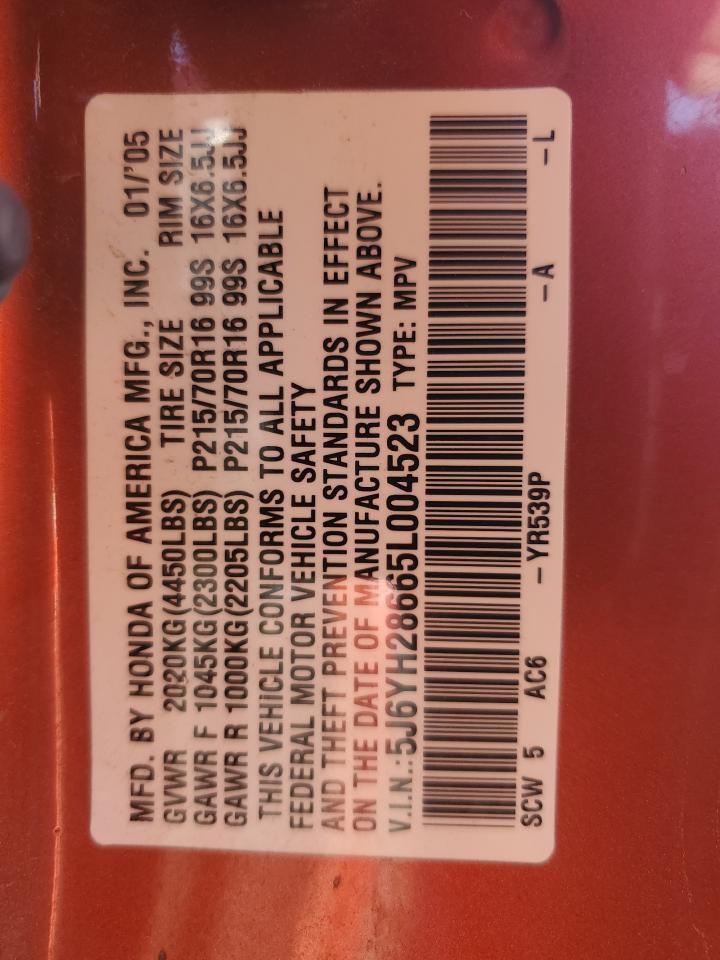 MFD. BY HONDA OF AMERICA MFG., INC. 01/'05
GVWR 2020KG(4450LBS) TIRE SIZE RIM SIZE
GAWR F 1045KG(2300LBS) P215/70R16 99S 16X6.5JJ
GAWR R 1000KG(2205LBS) P215/70R16 99S 16X6.5JJ
THIS VEHICLE CONFORMS TO ALL APPLICABLE
FEDERAL MOTOR VEHICLE SAFETY
AND THEFT PREVENTION STANDARDS IN EFFECT
ON THE DATE OF MANUFACTURE SHOWN ABOVE.
V.I.N.:5J6YH28665L004523 TYPE: MPV
SCW 5 AC6 – YR539P –A –L